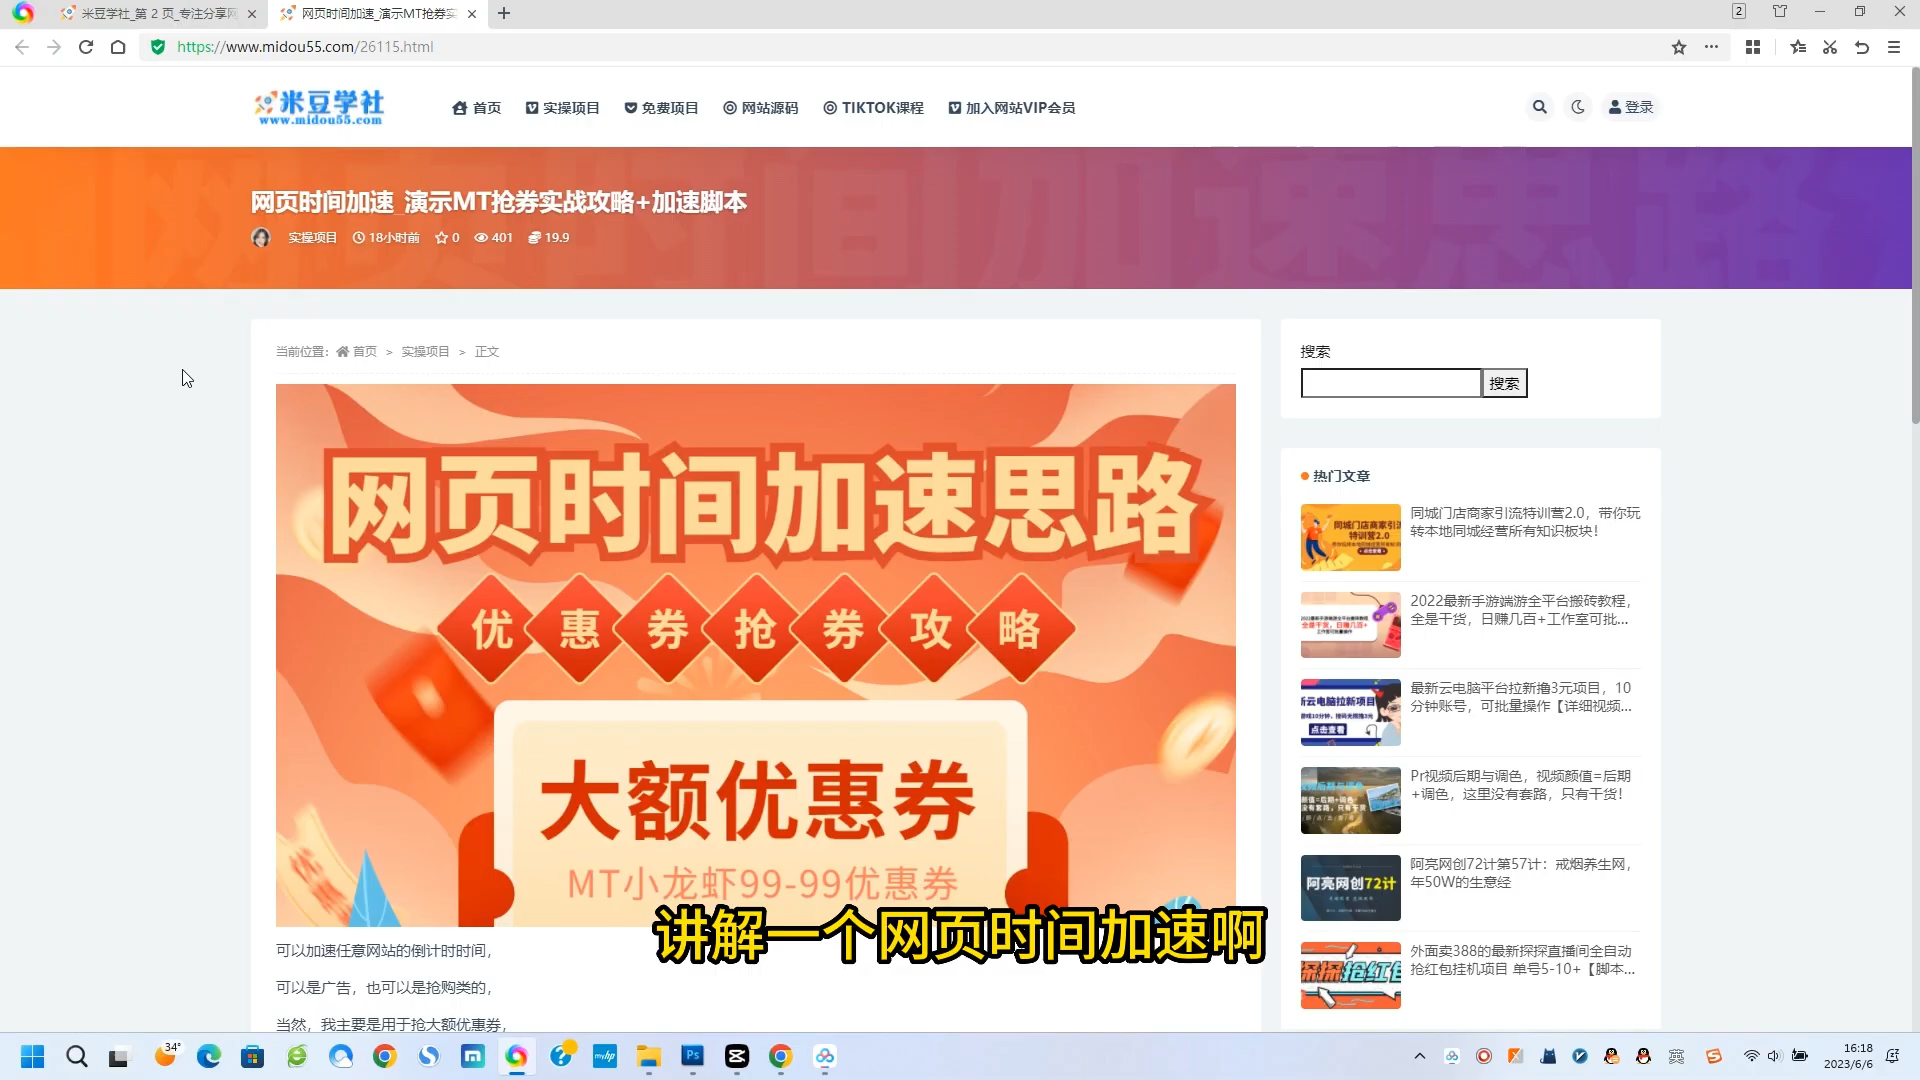 米豆学社_第 2 页_专注分享网
网页时间加速_演示MT抢券实
2
https://www.midou55.com/26115.html
米豆学社
www.midou55.com
首页
实操项目
免费项目
网站源码
TIKTOK课程
加入网站VIP会员
登录
网页时间加速_演示MT抢券实战攻略+加速脚本
实操项目 18小时前 0 401 19.9
当前位置: 首页 > 实操项目 > 正文
网页时间加速思路
优惠券抢券攻略
大额优惠券
MT小龙虾99-99优惠券
讲解一个网页时间加速啊
可以加速任意网站的倒计时时间,
可以是广告，也可以是抢购类的,
当然，我主要是用于抢大额优惠券,
搜索
搜索
热门文章
同城门店商家引流特训营2.0，带你玩
转本地同城经营所有知识板块！
2022最新手游端游全平台搬砖教程，
全是干货，日赚几百+工作室可批...
最新云电脑平台拉新撸3元项目，10
分钟账号，可批量操作【详细视频...
点击查看
Pr视频后期与调色，视频颜值=后期
+调色，这里没有套路，只有干货！
阿亮网创72计第57计：戒烟养生网，
年50W的生意经
阿亮网创72计
外面卖388的最新探探直播间全自动
抢红包挂机项目 单号5-10+【脚本...
34°
英
16:18
2023/6/6